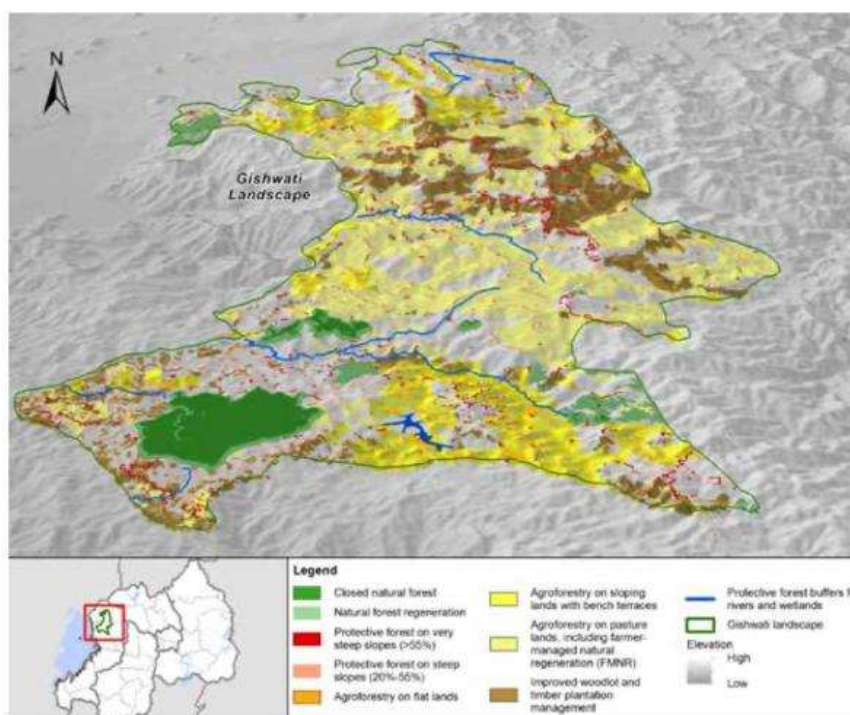 N
Gishwati
Landscape
Legend
Closed natural forest
Natural forest regeneration
Protective forest on very
steep slopes (>55%)
Protective forest on steep
slopes (20%-55%)
Agroforestry on flat lands
Agroforestry on sloping
lands with bench terraces
Agroforestry on pasture
lands, including farmer-
managed natural
regeneration (FMNR)
Improved woodlot and
timber plantation
management
Protective forest buffers f
rivers and wetlands
Gishwati landscape
Elevation
High
Low